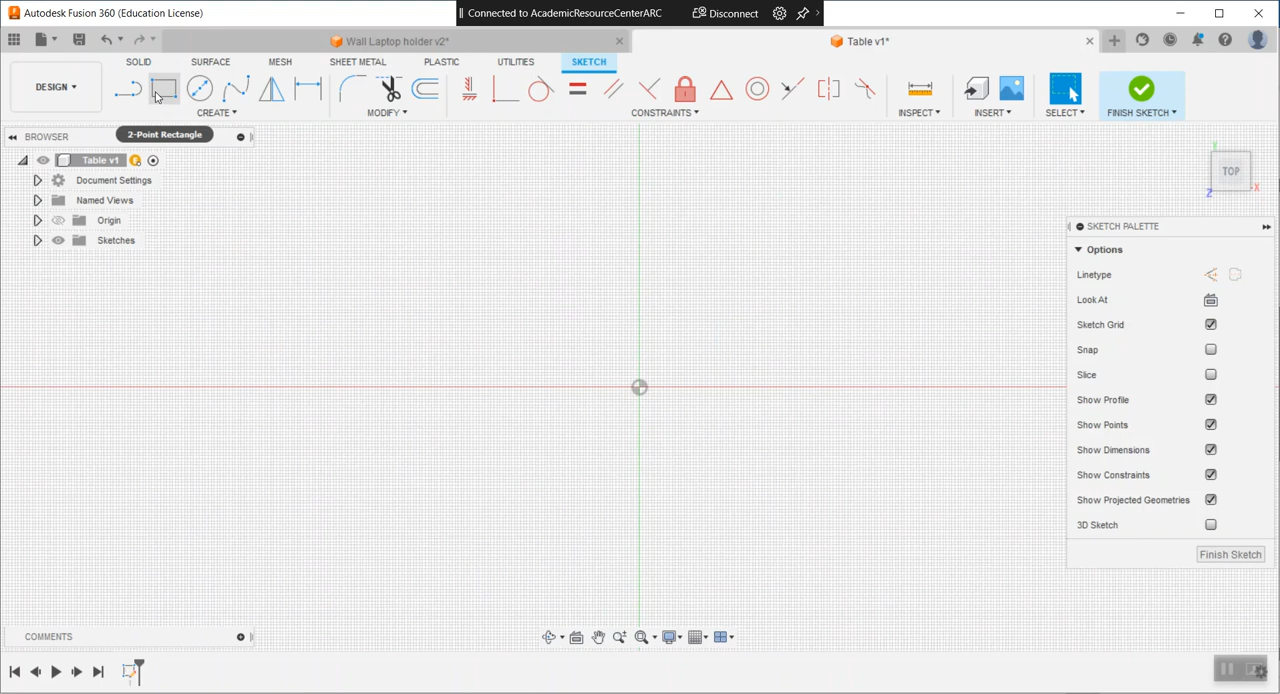 Autodesk Fusion 360 (Education License)
Connected to AcademicResourceCenterARC
Disconnect
Wall Laptop holder v2*
Table v1*
SOLID
SURFACE
MESH
SHEET METAL
PLASTIC
UTILITIES
SKETCH
DESIGN
CREATE
MODIFY
CONSTRAINTS
INSPECT
INSERT
SELECT
FINISH SKETCH
BROWSER
2-Point Rectangle
Table v1
Document Settings
Named Views
Origin
Sketches
Y
TOP
X
Z
SKETCH PALETTE
Options
Linetype
Look At
Sketch Grid
Snap
Slice
Show Profile
Show Points
Show Dimensions
Show Constraints
Show Projected Geometries
3D Sketch
Finish Sketch
COMMENTS